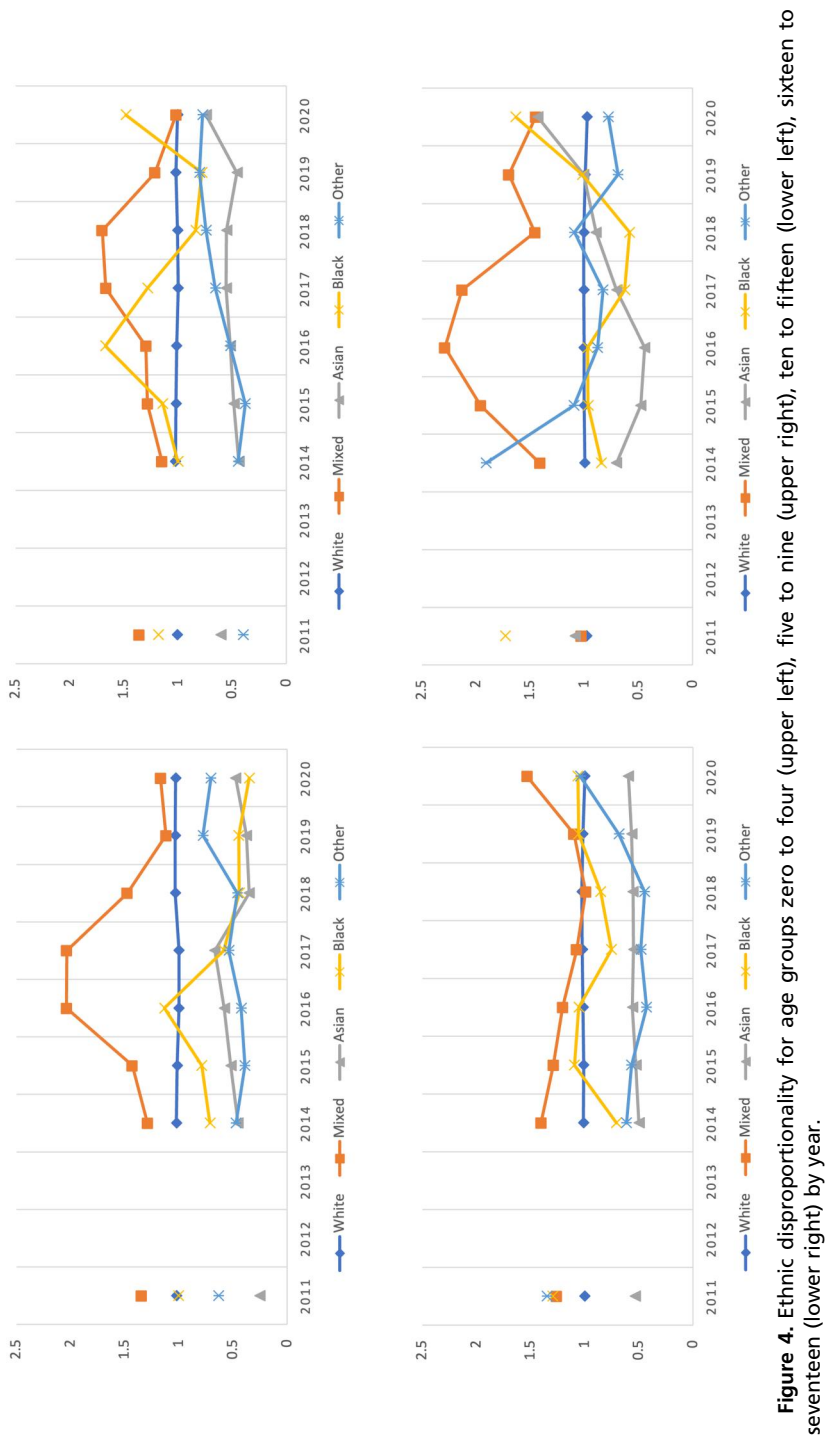 2.5
2
1.5
1
0.5
0
2011 2012 2013 2014 2015 2016 2017 2018 2019 2020
White Mixed Asian Black Other
2.5
2
1.5
1
0.5
0
2011 2012 2013 2014 2015 2016 2017 2018 2019 2020
White Mixed Asian Black Other
2.5
2
1.5
1
0.5
0
2011 2012 2013 2014 2015 2016 2017 2018 2019 2020
White Mixed Asian Black Other
2.5
2
1.5
1
0.5
0
2011 2012 2013 2014 2015 2016 2017 2018 2019 2020
White Mixed Asian Black Other
Figure 4. Ethnic disproportionality for age groups zero to four (upper left), five to nine (upper right), ten to fifteen (lower left), sixteen to
seventeen (lower right) by year.